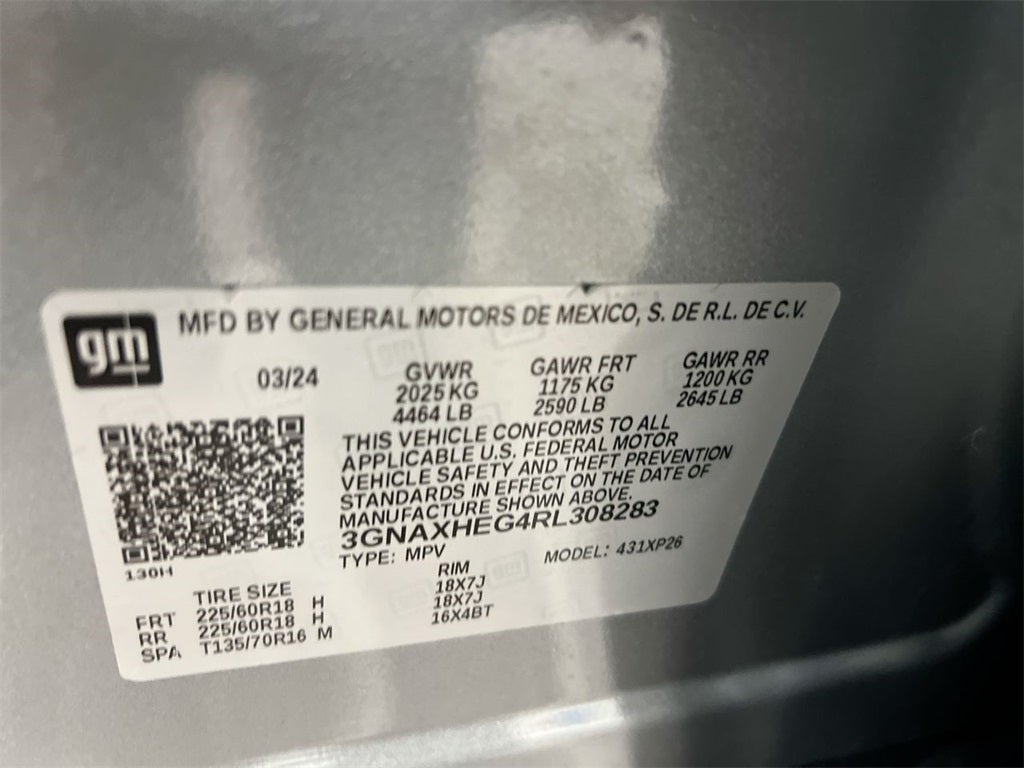 gm
MFD BY GENERAL MOTORS DE MEXICO, S. DE R.L. DE C.V.
03/24
GVWR
2025 KG
4464 LB
GAWR FRT
1175 KG
2590 LB
GAWR RR
1200 KG
2645 LB
THIS VEHICLE CONFORMS TO ALL
APPLICABLE U.S. FEDERAL MOTOR
VEHICLE SAFETY AND THEFT PREVENTION
STANDARDS IN EFFECT ON THE DATE OF
MANUFACTURE SHOWN ABOVE.
3GNAXHEG4RL308283
TYPE: MPV MODEL: 431XP26
130H
TIRE SIZE RIM
FRT 225/60R18 H 18X7J
RR 225/60R18 H 18X7J
SPA T135/70R16 M 16X4BT